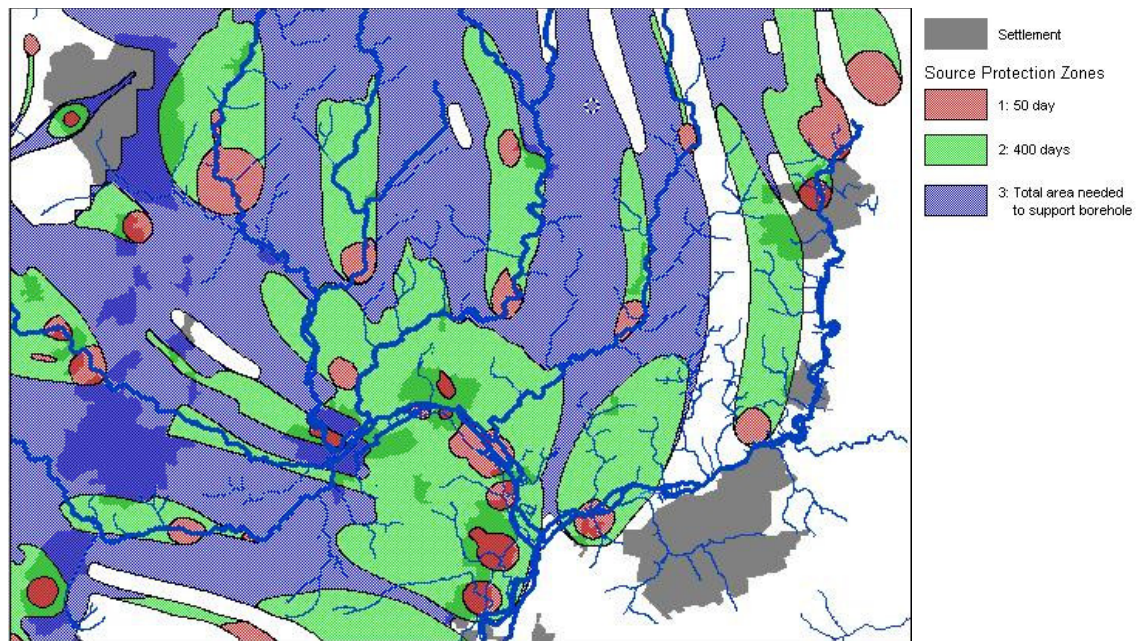 Settlement
Source Protection Zones
1: 50 day
2: 400 days
3: Total area needed
to support borehole